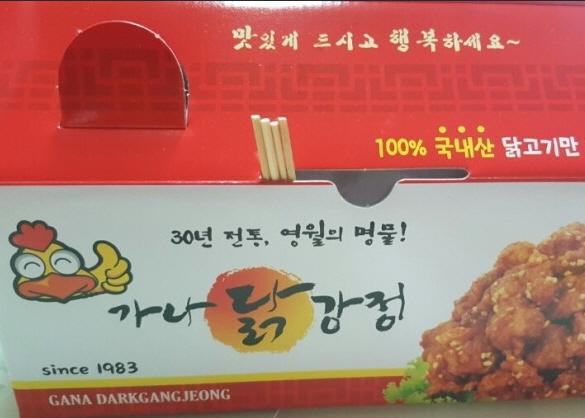 맛있게 드시고 행복하세요~
100% 국내산 닭고기만
30년 전통, 영월의 명물!
가나 닭강정
since 1983
GANA DARKGANGJEONG